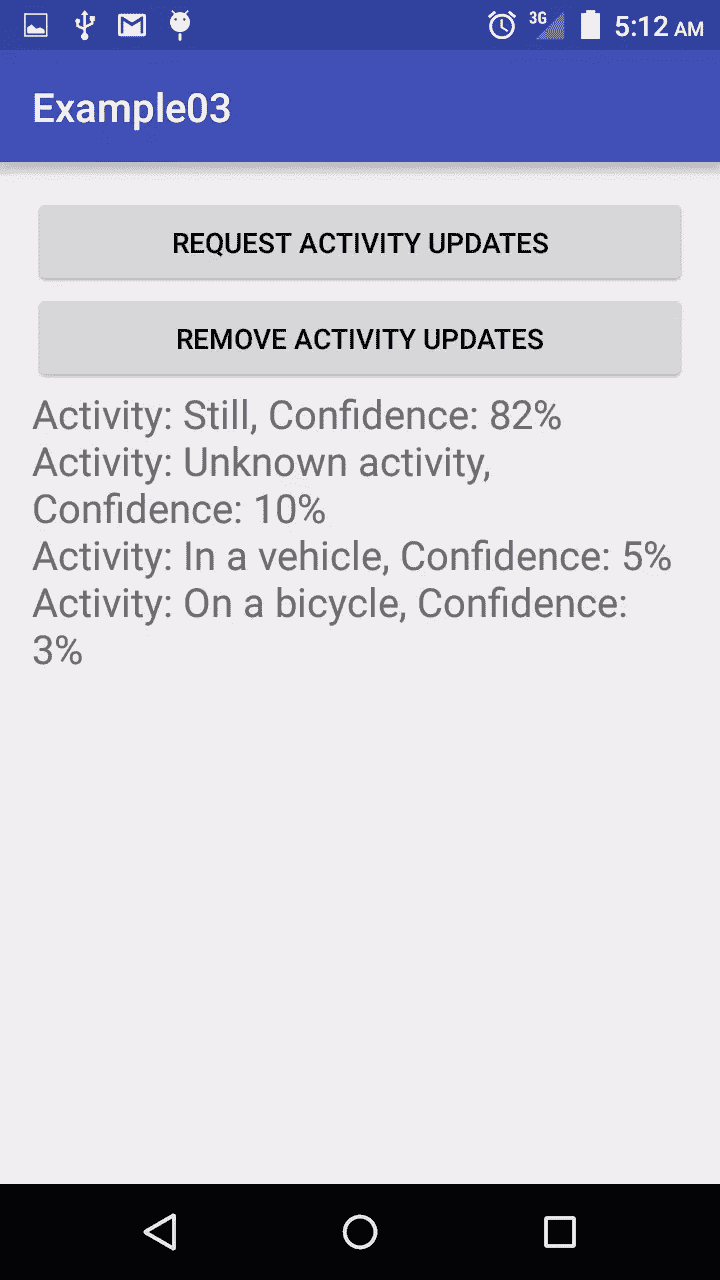 3G 5:12 AM
Example03
REQUEST ACTIVITY UPDATES
REMOVE ACTIVITY UPDATES
Activity: Still, Confidence: 82%
Activity: Unknown activity,
Confidence: 10%
Activity: In a vehicle, Confidence: 5%
Activity: On a bicycle, Confidence:
3%